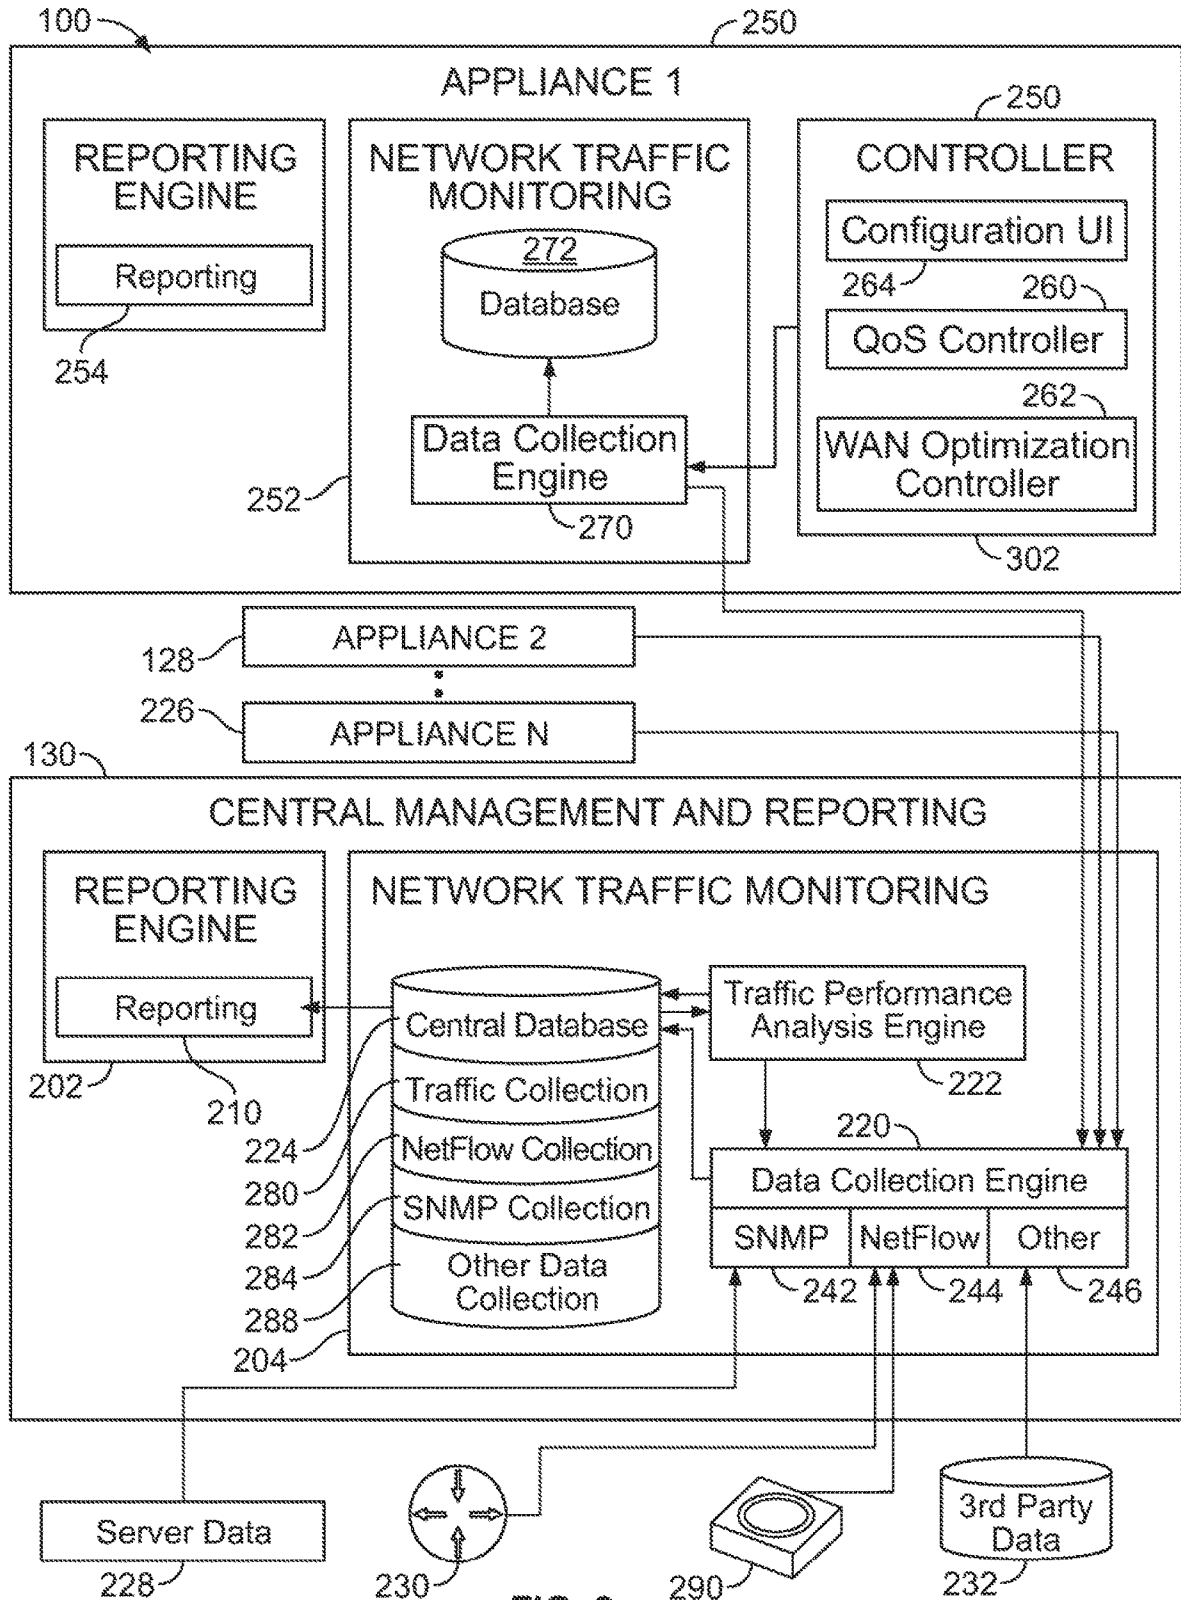 100
250
APPLIANCE 1
REPORTING
ENGINE
Reporting
254
NETWORK TRAFFIC
MONITORING
272
Database
Data Collection
Engine
252
270
250
CONTROLLER
Configuration UI
264
260
QoS Controller
262
WAN Optimization
Controller
302
128
APPLIANCE 2
226
APPLIANCE N
130
CENTRAL MANAGEMENT AND REPORTING
REPORTING
ENGINE
Reporting
202
210
NETWORK TRAFFIC MONITORING
Central Database
Traffic Collection
NetFlow Collection
SNMP Collection
Other Data
Collection
224
280
282
284
288
204
Traffic Performance
Analysis Engine
222
220
Data Collection Engine
SNMP
NetFlow
Other
242
244
246
Server Data
228
230
290
3rd Party
Data
232